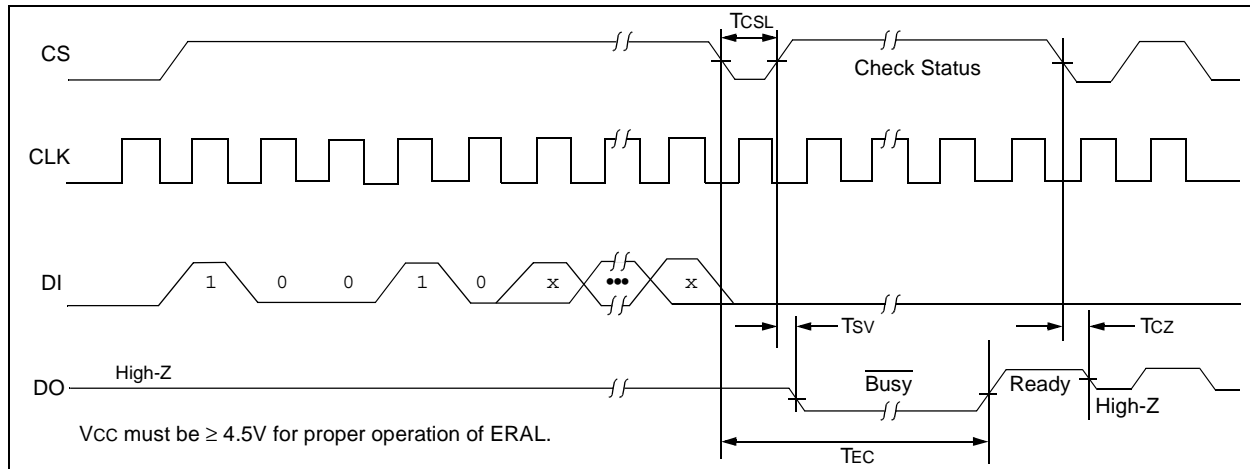 TCSL
CS
Check Status
CLK
DI
1 0 0 1 0 x ••• x
TSV
TCZ
High-Z
DO
Busy
Ready
High-Z
VCC must be ≥ 4.5V for proper operation of ERAL.
TEC